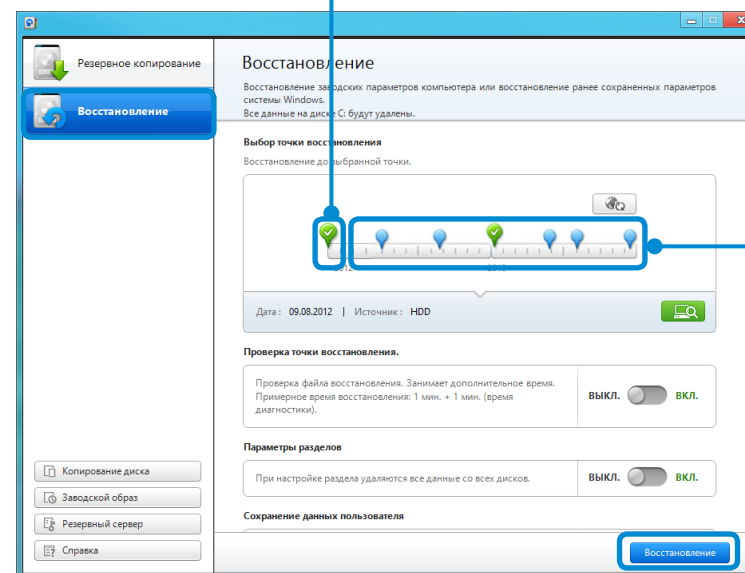 Резервное копирование
Восстановление
Восстановление
Восстановление заводских параметров компьютера или восстановление ранее сохраненных параметров
системы Windows.
Все данные на диске C: будут удалены.
Выбор точки восстановления
Восстановление до выбранной точки.
2012 2012
Дата : 09.08.2012 | Источник : HDD
Проверка точки восстановления.
Проверка файла восстановления. Занимает дополнительное время.
Примерное время восстановления: 1 мин. + 1 мин. (время
диагностики).
ВЫКЛ. ВКЛ.
Параметры разделов
При настройке раздела удаляются все данные со всех дисков.
ВЫКЛ. ВКЛ.
Сохранение данных пользователя
Копирование диска
Заводской образ
Резервный сервер
Справка
Восстановление